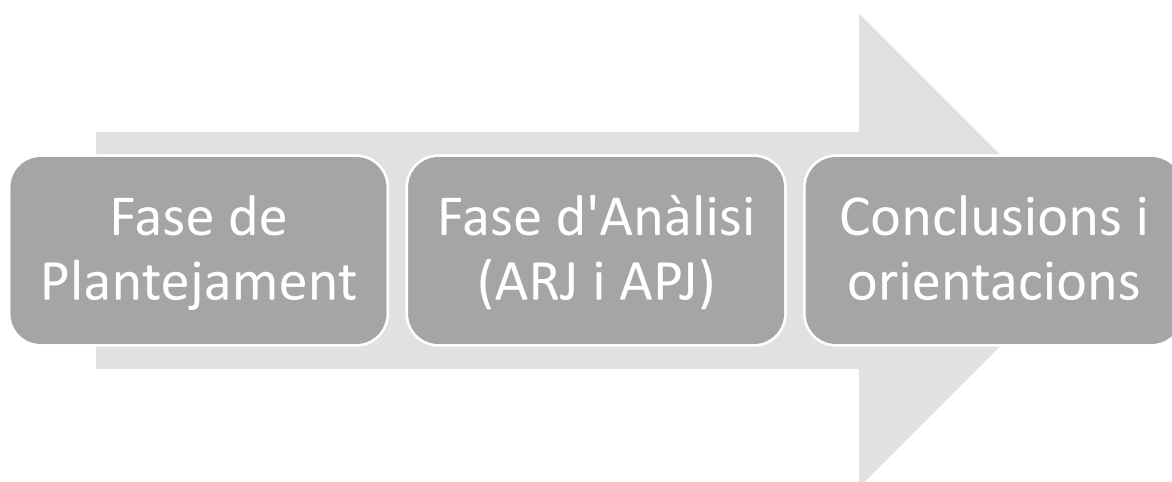 Fase de
Plantejament
Fase d'Anàlisi
(ARJ i APJ)
Conclusions i
orientacions